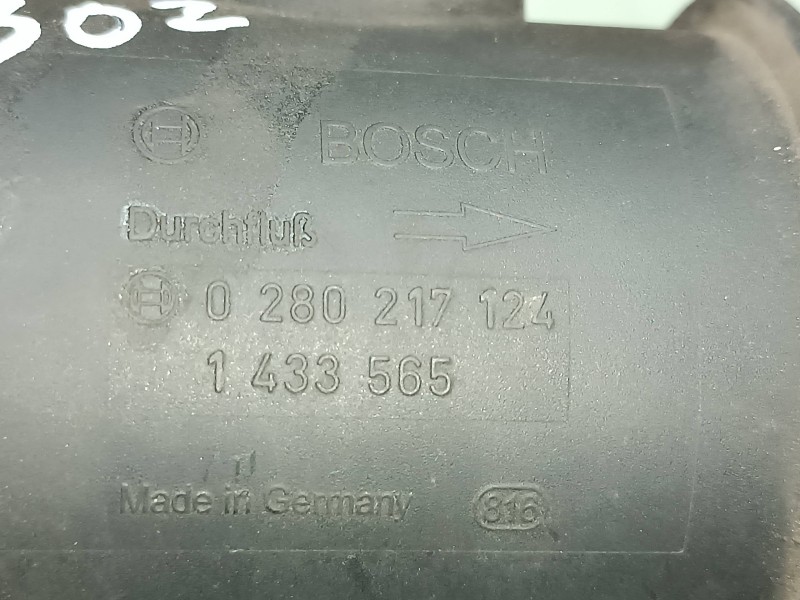 302
BOSCH
Durchfluß
0 280 217 124
1 433 565
Made in Germany 816